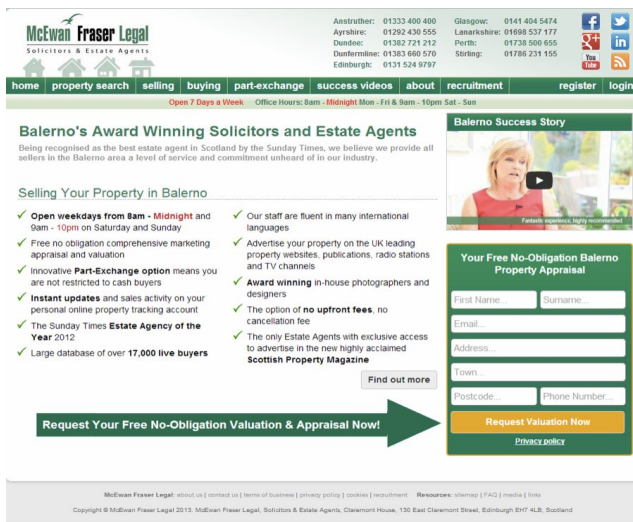 McEwan Fraser Legal
Solicitors & Estate Agents
Anstruther: 01333 400 400
Ayrshire: 01292 430 555
Dundee: 01382 721 212
Dunfermline: 01383 660 570
Edinburgh: 0131 524 9797
Glasgow: 0141 404 5474
Lanarkshire: 01698 537 177
Perth: 01738 500 655
Stirling: 01786 231 155
f
g+
in
You
Tube
home property search selling buying part-exchange success videos about recruitment register login
Open 7 Days a Week Office Hours: 8am - Midnight Mon - Fri & 9am - 10pm Sat - Sun
Balerno's Award Winning Solicitors and Estate Agents
Being recognised as the best estate agent in Scotland by the Sunday Times, we believe we provide all
sellers in the Balerno area a level of service and commitment unheard of in our industry.
Selling Your Property in Balerno
Open weekdays from 8am - Midnight and
9am - 10pm on Saturday and Sunday
Free no obligation comprehensive marketing
appraisal and valuation
Innovative Part-Exchange option means you
are not restricted to cash buyers
Instant updates and sales activity on your
personal online property tracking account
The Sunday Times Estate Agency of the
Year 2012
Large database of over 17,000 live buyers
Our staff are fluent in many international
languages
Advertise your property on the UK leading
property websites, publications, radio stations
and TV channels
Award winning in-house photographers and
designers
The option of no upfront fees, no
cancellation fee
The only Estate Agents with exclusive access
to advertise in the new highly acclaimed
Scottish Property Magazine
Find out more
Request Your Free No-Obligation Valuation & Appraisal Now!
Balerno Success Story
Fantastic experience, highly recommended
Your Free No-Obligation Balerno
Property Appraisal
First Name... Surname...
Email...
Address...
Town...
Postcode... Phone Number...
Request Valuation Now
Privacy policy
McEwan Fraser Legal: about us | contact us | terms of business | privacy policy | cookies | recruitment Resources: sitemap | FAQ | media | links
Copyright © McEwan Fraser Legal 2013. McEwan Fraser Legal, Solicitors & Estate Agents, Claremont House, 130 East Claremont Street, Edinburgh EH7 4LB, Scotland